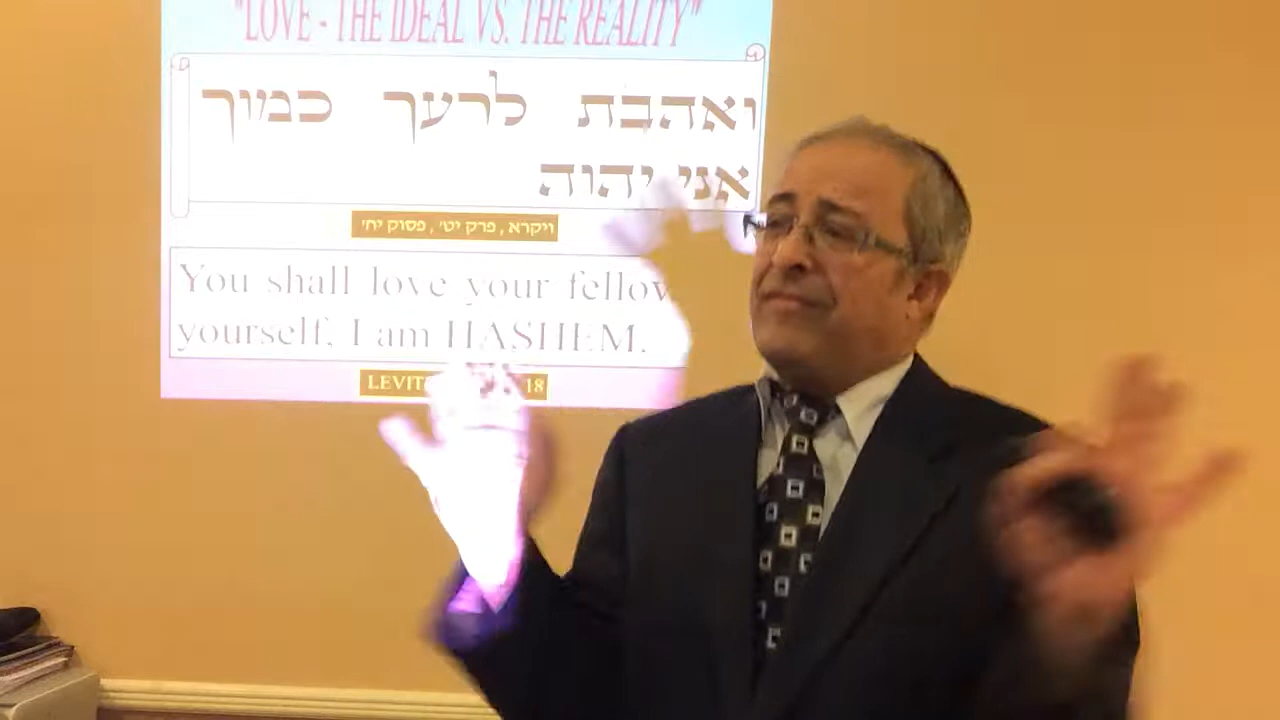 "LOVE - THE IDEAL VS. THE REALITY"
ואהבת לרעך כמוך
אני יהוה
ויקרא, פרק יט׳, פסוק יח׳
You shall love your fellow
yourself, I am HASHEM.
18